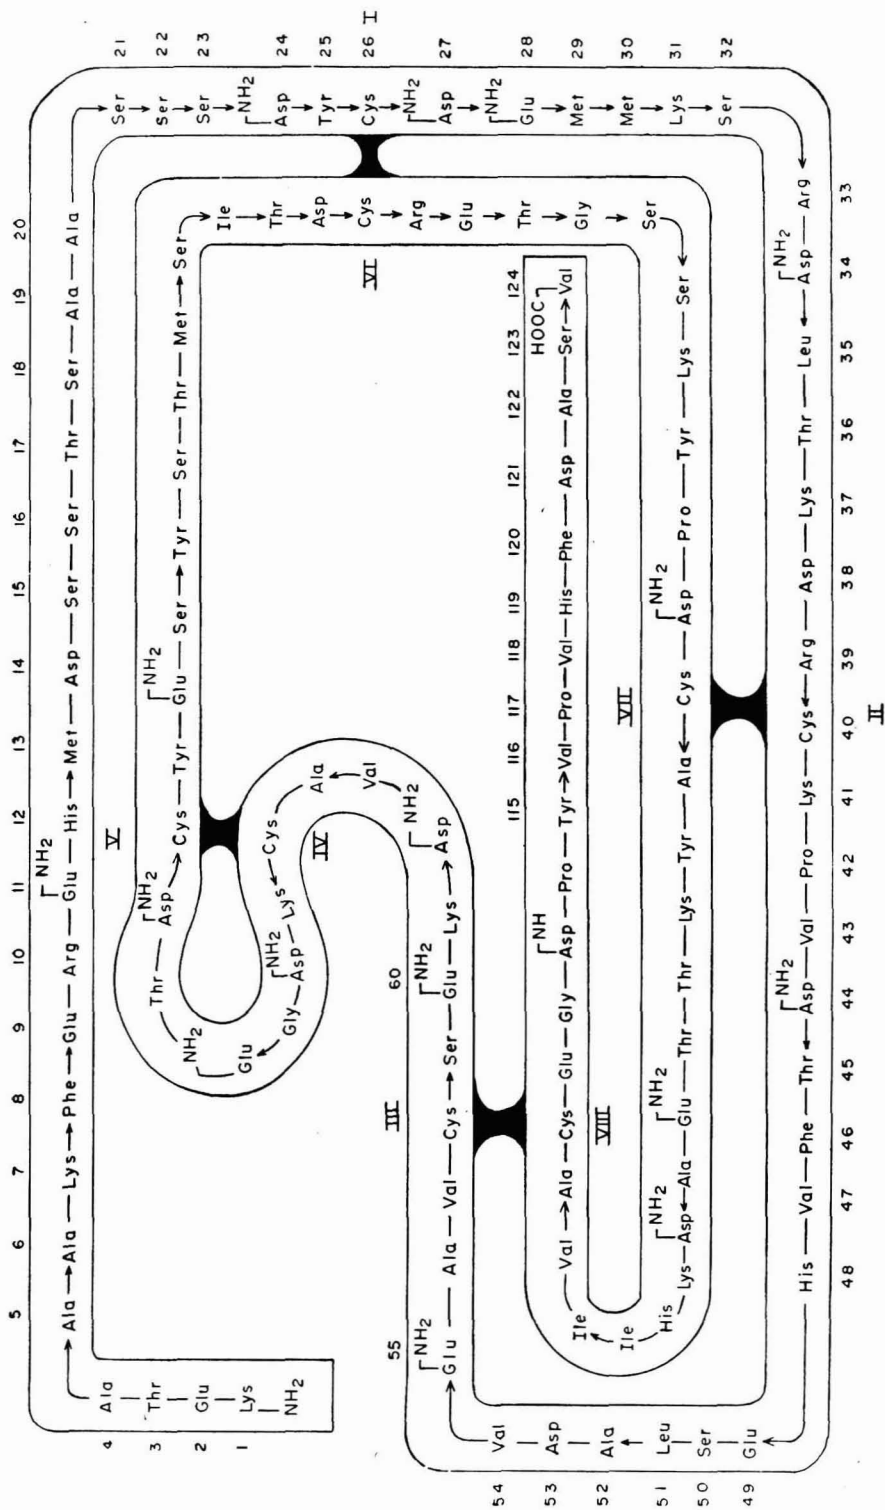 5 6 7 8 9 10 11 12 13 14 15 16 17 18 19 20
NH2
Ala Ala Lys Phe Glu Arg Glu His Met Asp Ser Ser Thr Ser Ala Ala
4 Ala
3 Thr
2 Glu
1 Lys
NH2
Ser 21
Ser 22
Ser 23
NH2
Asp 24
Tyr 25
Cys 26 I
NH2
Asp 27
NH2
Glu 28
Met 29
Met 30
Lys 31
Ser 32
NH2 NH2
His Val Phe Thr Asp Val Pro Lys Cys Arg Asp Lys Thr Leu Asp Arg
48 47 46 45 44 43 42 41 40 39 38 37 36 35 34 33
II
54 Val
53 Asp
52 Ala
51 Leu
50 Ser
49 Glu
55 III 60
NH2 NH2 NH2
Glu Ala Val Cys Ser Glu Lys Asp
Val
Ala
IV
Cys
Lys
NH2
Asp
Gly
Glu
NH2
Thr
V
NH2 NH2
Asp Cys Tyr Glu Ser Tyr Ser Thr Met Ser
Ile
Thr
Asp
VI Cys
Arg
Glu
Thr
Gly
Ser
NH2 NH2 NH2
Lys Asp Ala Glu Thr Thr Lys Tyr Ala Cys Asp Pro Tyr Lys Ser
VII
His
Ile
Ile
115 116 117 118 119 120 121 122 123 124
NH HOOC
Val Ala Cys Glu Gly Asp Pro Tyr Val Pro Val His Phe Asp Ala Ser Val
VIII